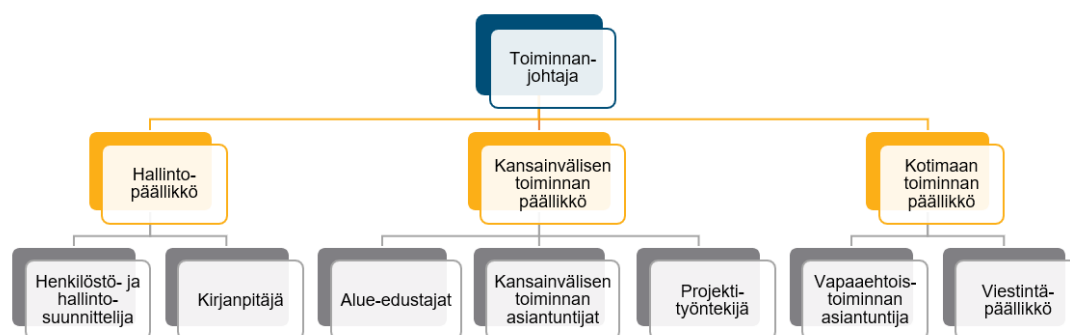 Toiminnan-
johtaja
Hallinto-
päällikkö
Kansainvälisen
toiminnan
päällikkö
Kotimaan
toiminnan
päällikkö
Henkilöstö- ja
hallinto-
suunnittelija
Kirjanpitäjä
Alue-edustajat
Kansainvälisen
toiminnan
asiantuntijat
Projekti-
työntekijä
Vapaaehtois-
toiminnan
asiantuntija
Viestintä-
päällikkö